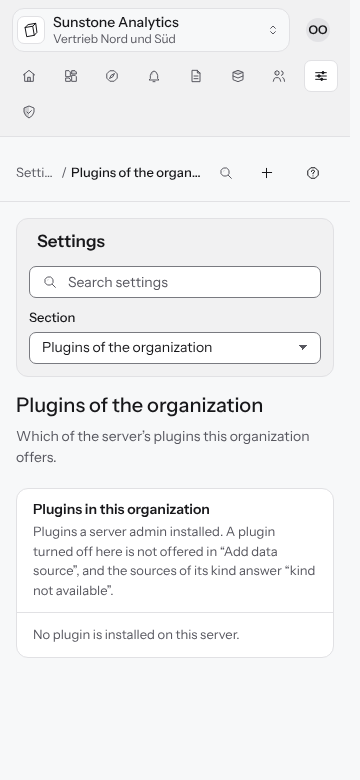 Sunstone Analytics
Vertrieb Nord und Süd
OO
Setti... / Plugins of the organ...
Settings
Search settings
Section
Plugins of the organization
Plugins of the organization
Which of the server’s plugins this organization
offers.
Plugins in this organization
Plugins a server admin installed. A plugin
turned off here is not offered in “Add data
source”, and the sources of its kind answer “kind
not available”.
No plugin is installed on this server.